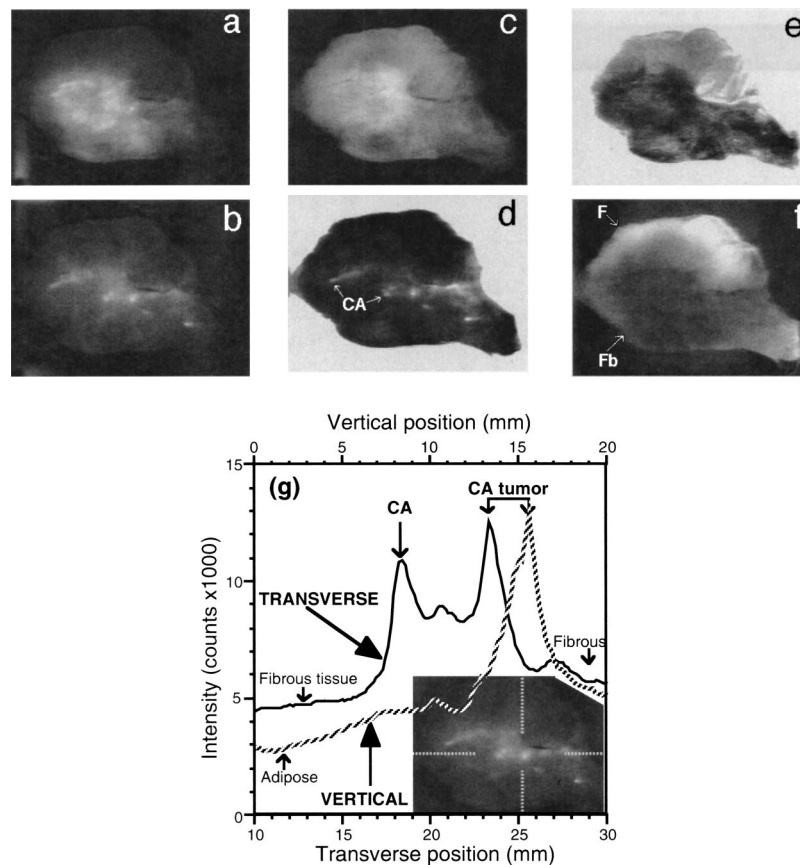 a
c
e
b
d
f
CA
F
Fb
Vertical position (mm)
0 5 10 15 20
15
10
5
0
Intensity (counts x1000)
(g)
CA
CA tumor
TRANSVERSE
Fibrous
Fibrous tissue
Adipose
VERTICAL
10 15 20 25 30
Transverse position (mm)